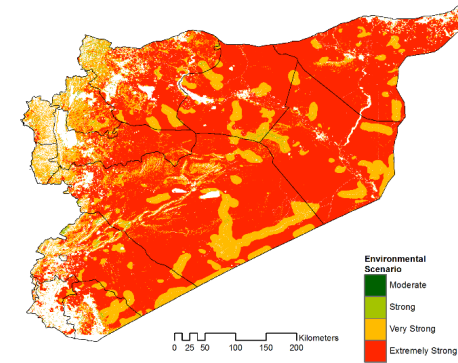 Environmental
Scenario
Moderate
Strong
Very Strong
Extremely Strong
Kilometers
0 25 50 100 150 200